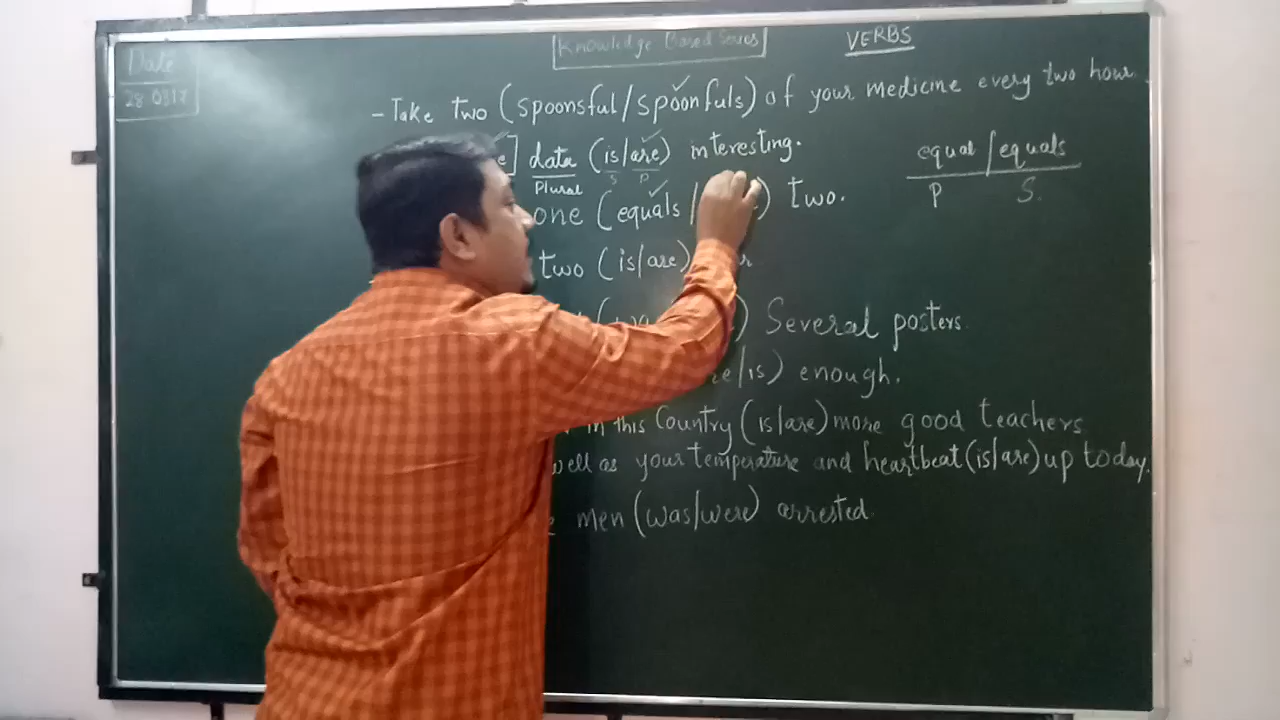 Date
28.0317
[Knowledge Based Series]
VERBS
- Take two (spoonsful/spoonfuls) of your medicine every two hour
data (is/are) interesting.
Plural S P
equal/equals
P S.
one (equals / ) two.
two (is/are)
) Several posters
/is) enough.
in this Country (is/are) more good teachers
well as your temperature and heartbeat (is/are) up today.
men (was/were) arrested.